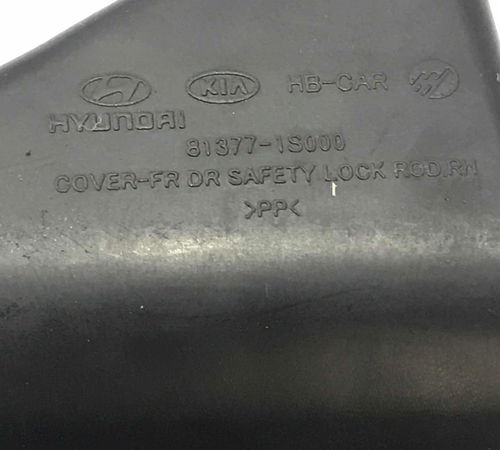 KIA HB-CAR
HYUNDAI
81377-1S000
COVER-FR DR SAFETY LOCK ROD,RH
>PP<